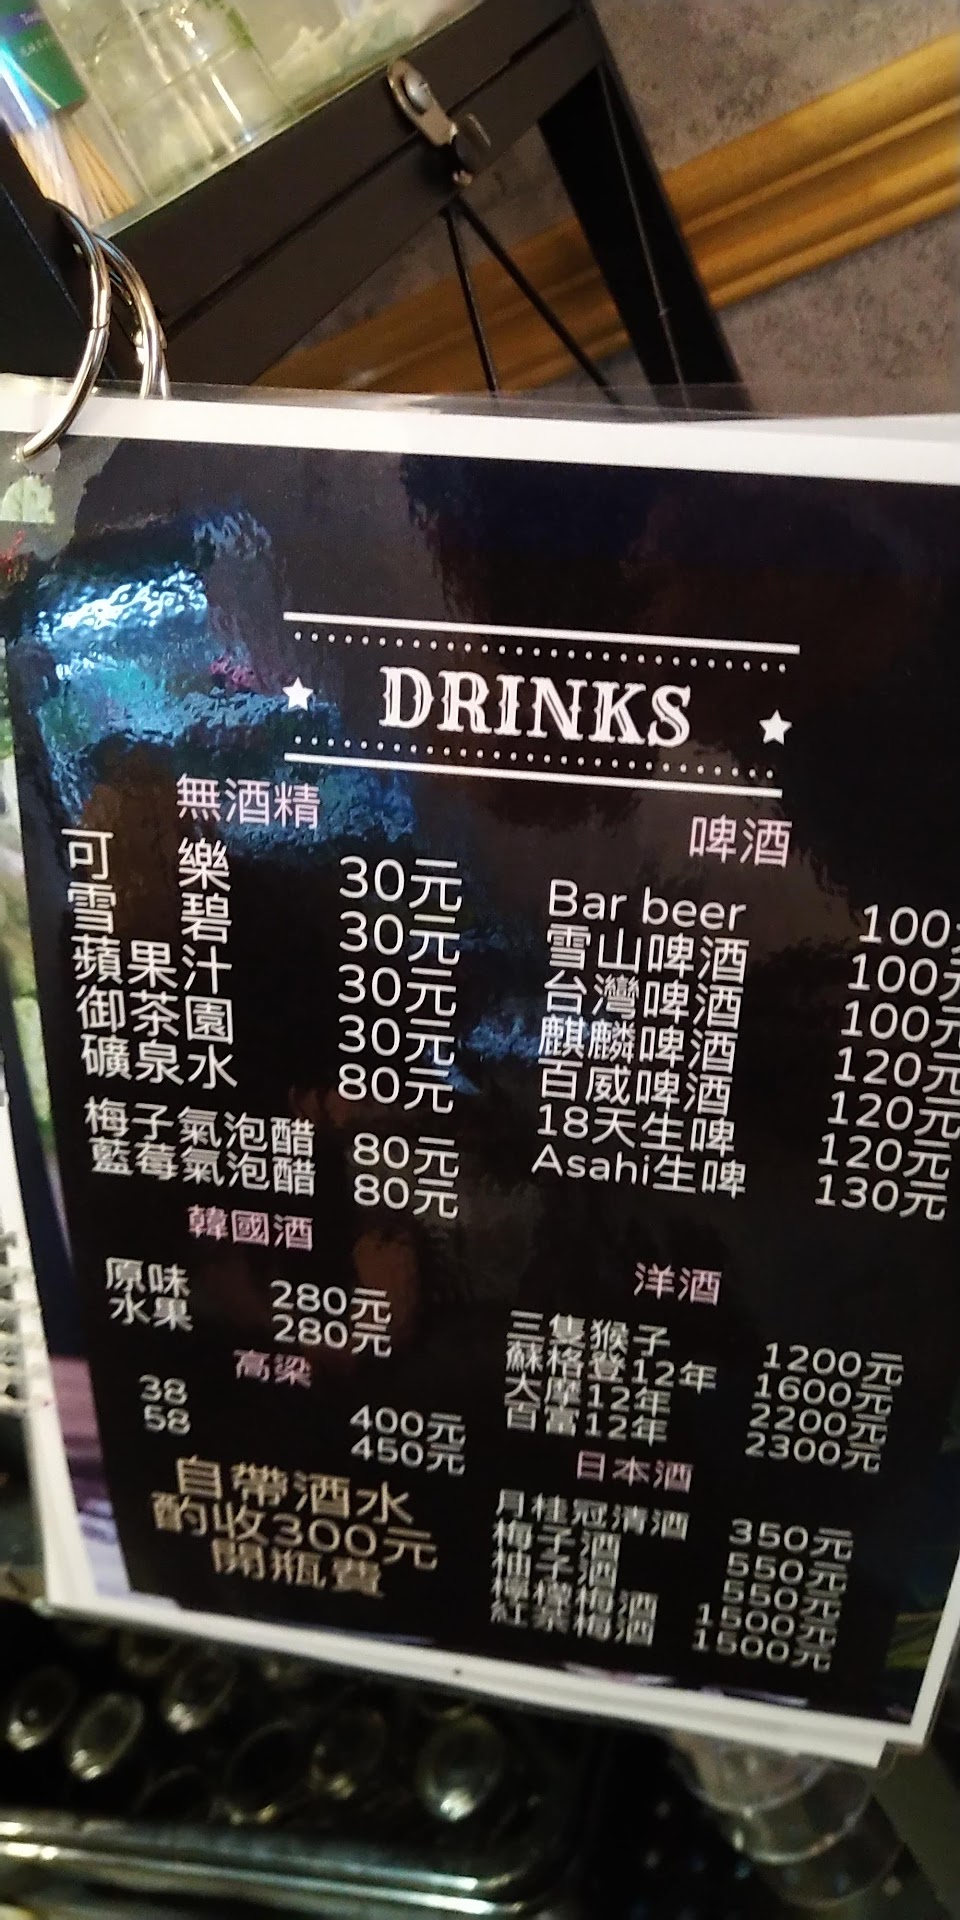 DRINKS
無酒精
可樂 30元
雪碧 30元
蘋果汁 30元
御茶園 30元
礦泉水 80元
梅子氣泡醋 80元
藍莓氣泡醋 80元
韓國酒
原味 280元
水果 280元
高粱
38 400元
58 450元
自帶酒水
酌收300元
開瓶費
啤酒
Bar beer 100元
雪山啤酒 100元
台灣啤酒 100元
麒麟啤酒 120元
百威啤酒 120元
18天生啤 120元
Asahi生啤 130元
洋酒
三隻猴子 1200元
蘇格登12年 1600元
大摩12年 2200元
百富12年 2300元
日本酒
月桂冠清酒 350元
梅子酒 550元
柚子酒 550元
檸檬梅酒 1500元
紅茶梅酒 1500元